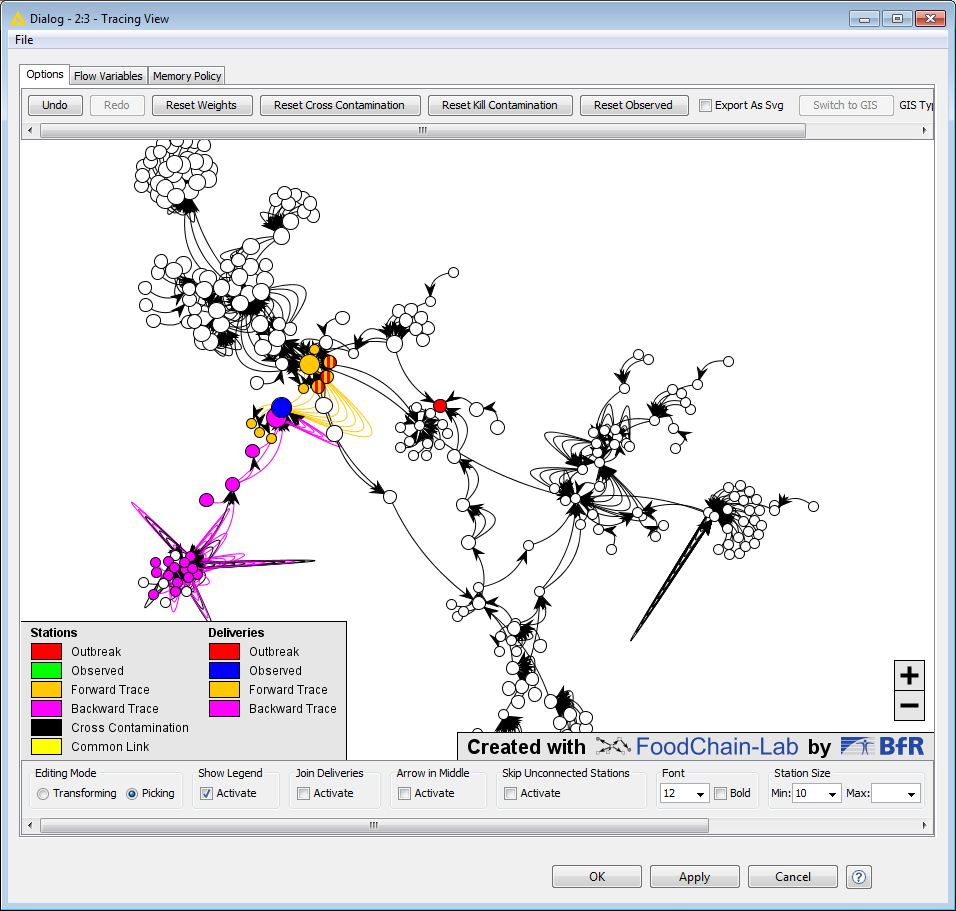 Dialog - 2:3 - Tracing View
File
Options Flow Variables Memory Policy
Undo Redo Reset Weights Reset Cross Contamination Reset Kill Contamination Reset Observed Export As Svg Switch to GIS GIS Typ
Stations Deliveries
Outbreak Outbreak
Observed Observed
Forward Trace Forward Trace
Backward Trace Backward Trace
Cross Contamination
Common Link
Created with FoodChain-Lab by BfR
Editing Mode Show Legend Join Deliveries Arrow in Middle Skip Unconnected Stations Font Station Size
Transforming Picking Activate Activate Activate Activate 12 Bold Min: 10 Max:
OK Apply Cancel ?